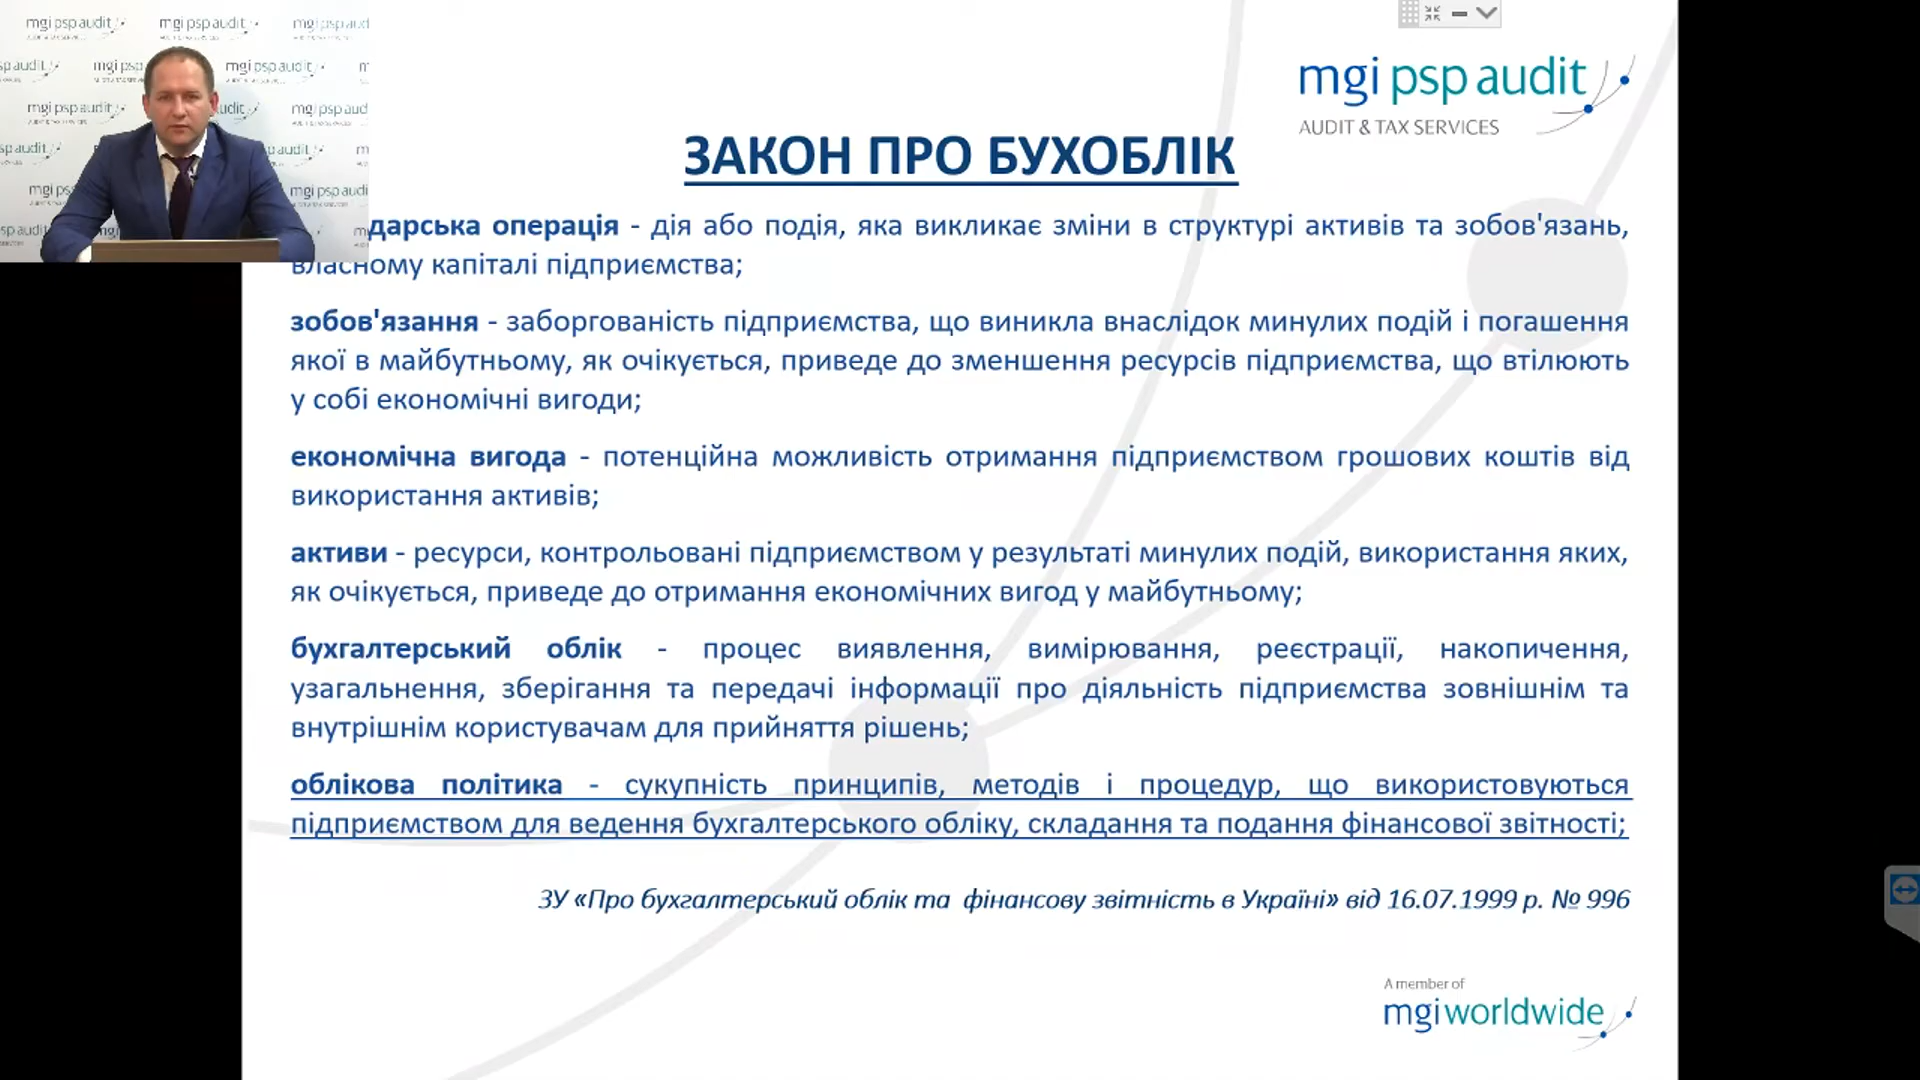 mgi psp audit
AUDIT & TAX SERVICES
ЗАКОН ПРО БУХОБЛІК
дарська операція - дія або подія, яка викликає зміни в структурі активів та зобов'язань,
власному капіталі підприємства;
зобов'язання - заборгованість підприємства, що виникла внаслідок минулих подій і погашення
якої в майбутньому, як очікується, приведе до зменшення ресурсів підприємства, що втілюють
у собі економічні вигоди;
економічна вигода - потенційна можливість отримання підприємством грошових коштів від
використання активів;
активи - ресурси, контрольовані підприємством у результаті минулих подій, використання яких,
як очікується, приведе до отримання економічних вигод у майбутньому;
бухгалтерський облік - процес виявлення, вимірювання, реєстрації, накопичення,
узагальнення, зберігання та передачі інформації про діяльність підприємства зовнішнім та
внутрішнім користувачам для прийняття рішень;
облікова політика - сукупність принципів, методів і процедур, що використовуються
підприємством для ведення бухгалтерського обліку, складання та подання фінансової звітності;
ЗУ «Про бухгалтерський облік та фінансову звітність в Україні» від 16.07.1999 р. № 996
A member of
mgi worldwide